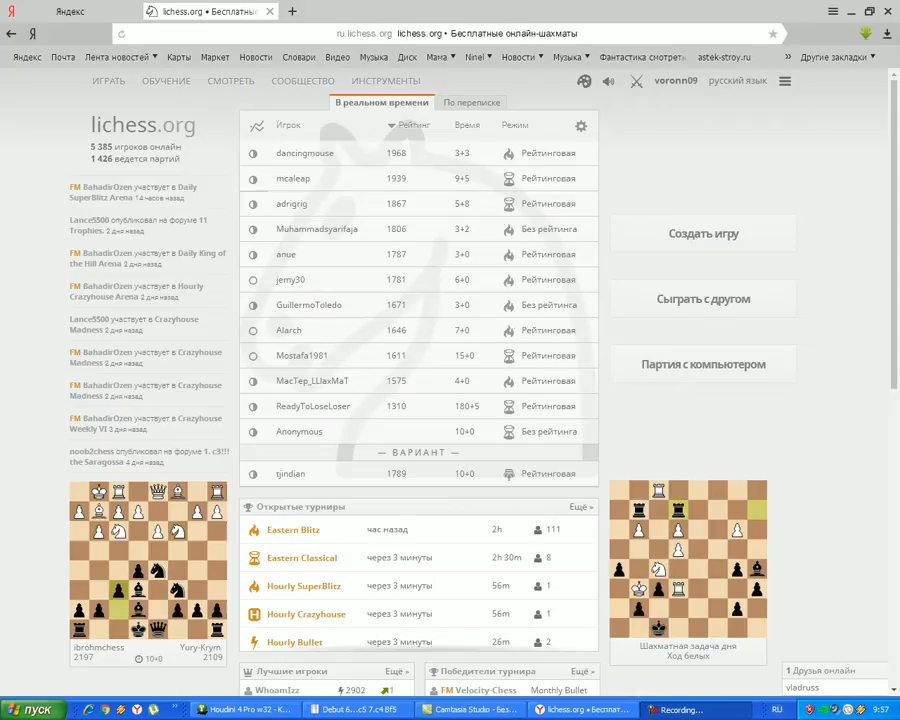 Яндекс
lichess.org • Бесплатные
ru.lichess.org lichess.org • Бесплатные онлайн-шахматы
Яндекс Почта Лента новостей Карты Маркет Новости Словари Видео Музыка Диск Мама Ninel Новости Музыка Фантастика смотреть astek-stroy.ru » Другие закладки
ИГРАТЬ ОБУЧЕНИЕ СМОТРЕТЬ СООБЩЕСТВО ИНСТРУМЕНТЫ
voronn09 русский язык
В реальном времени По переписке
lichess.org
5 385 игроков онлайн
1 426 ведется партий
FM BahadirOzen участвует в Daily
SuperBlitz Arena 14 часов назад
Lance5500 опубликовал на форуме 11
Trophies. 2 дня назад
FM BahadirOzen участвует в Daily King of
the Hill Arena 2 дня назад
FM BahadirOzen участвует в Hourly
Crazyhouse Arena 2 дня назад
Lance5500 участвует в Crazyhouse
Madness 2 дня назад
FM BahadirOzen участвует в Crazyhouse
Madness 2 дня назад
FM BahadirOzen участвует в Crazyhouse
Madness 2 дня назад
FM BahadirOzen участвует в Crazyhouse
Weekly VI 3 дня назад
noob2chess опубликовал на форуме 1. c3!!!
the Saragossa 4 дня назад
Игрок Рейтинг Время Режим
dancingmouse 1968 3+3 Рейтинговая
mcaleap 1939 9+5 Рейтинговая
adrigrig 1867 5+8 Рейтинговая
Muhammadsyarifaja 1806 3+2 Без рейтинга
anue 1787 3+0 Рейтинговая
jemy30 1781 6+0 Рейтинговая
GuillermoToledo 1671 3+0 Без рейтинга
Alarch 1646 7+0 Рейтинговая
Mostafa1981 1611 15+0 Рейтинговая
MacTep_LLlaxMaT 1575 4+0 Рейтинговая
ReadyToLoseLoser 1310 180+5 Рейтинговая
Anonymous 10+0 Без рейтинга
— ВАРИАНТ —
tjindian 1789 10+0 Рейтинговая
Создать игру
Сыграть с другом
Партия с компьютером
Открытые турниры Ещё »
Eastern Blitz час назад 2h 111
Eastern Classical через 3 минуты 2h 30m 8
Hourly SuperBlitz через 3 минуты 56m 1
Hourly Crazyhouse через 3 минуты 56m 1
Hourly Bullet через 3 минуты 26m 2
ibrohmchess Yury-Krym
2197 10+0 2109
Шахматная задача дня
Ход белых
Лучшие игроки Ещё »
WhoamIzz 2902 1
Победители турнира Ещё »
FM Velocity-Chess Monthly Bullet
1 Друзья онлайн
vladruss
пуск
»
Houdini 4 Pro w32 - K...
Debut 6...c5 7.c4 Bf5
Camtasia Studio - Без...
lichess.org • Бесплат...
Recording...
RU
9:57